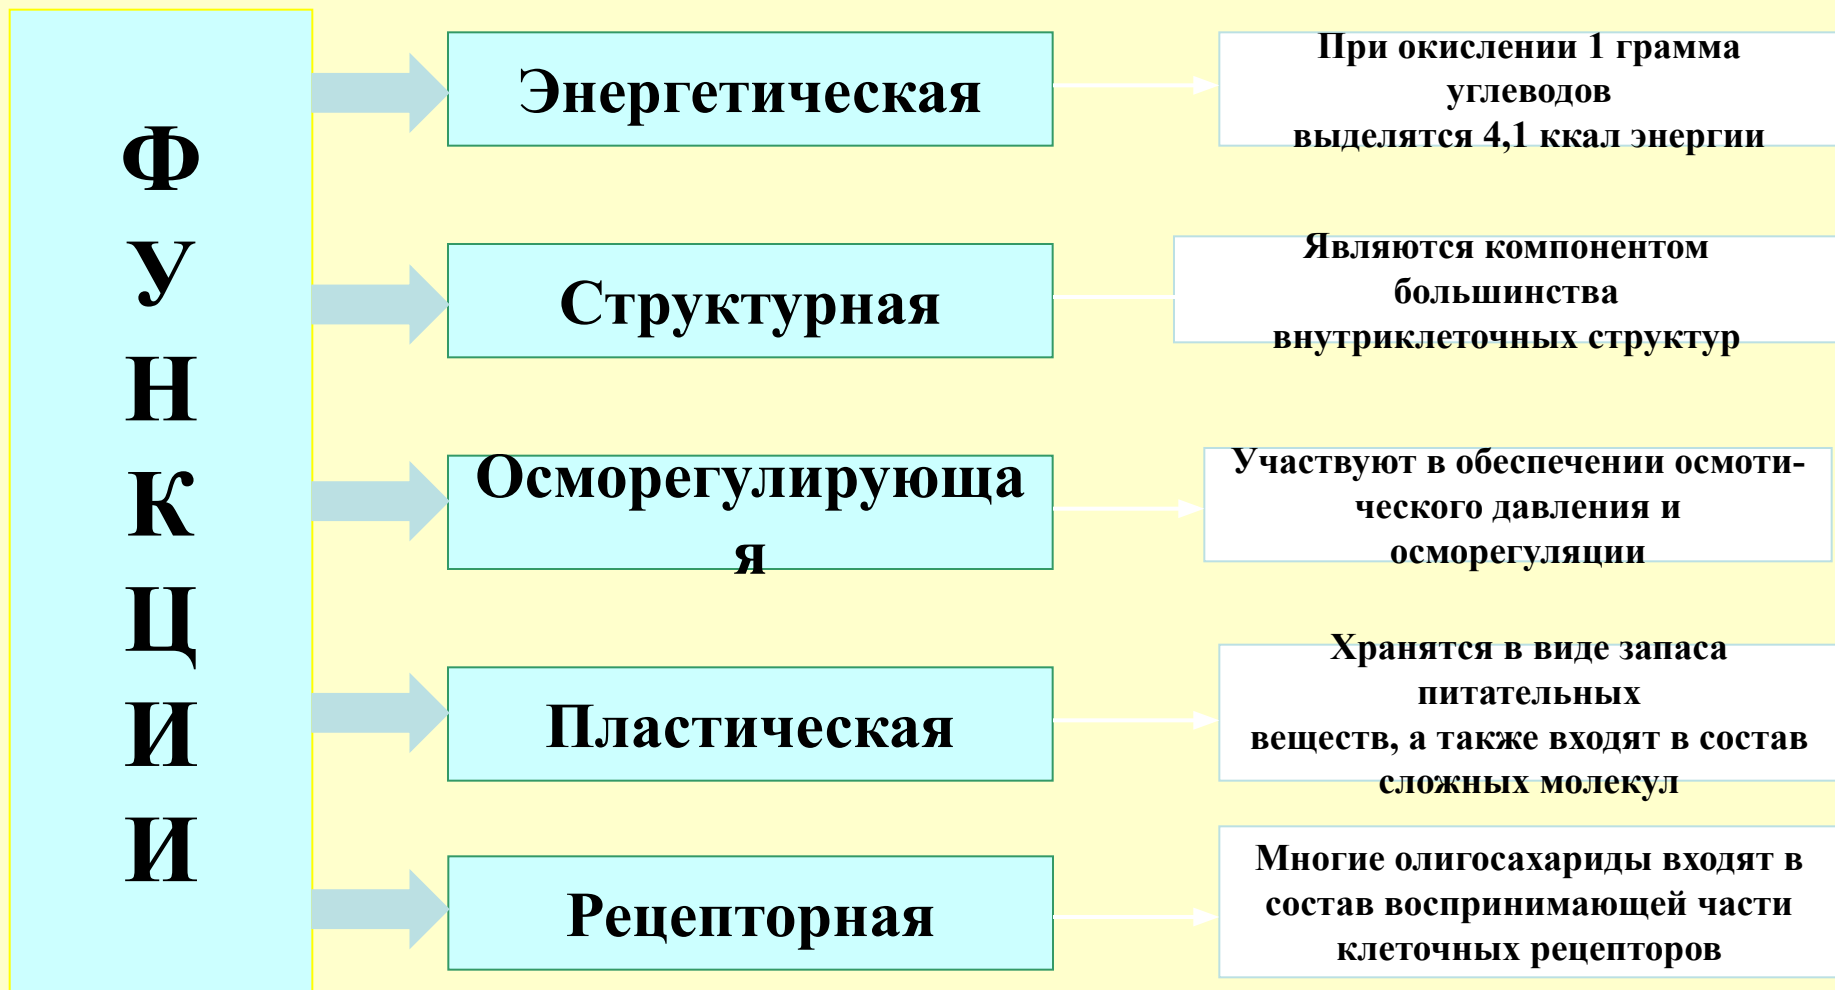 Ф
У
Н
К
Ц
И
И
Энергетическая
При окислении 1 грамма
углеводов
выделятся 4,1 ккал энергии
Структурная
Являются компонентом
большинства
внутриклеточных структур
Осморегулирующа
я
Участвуют в обеспечении осмоти-
ческого давления и
осморегуляции
Пластическая
Хранятся в виде запаса
питательных
веществ, а также входят в состав
сложных молекул
Рецепторная
Многие олигосахариды входят в
состав воспринимающей части
клеточных рецепторов